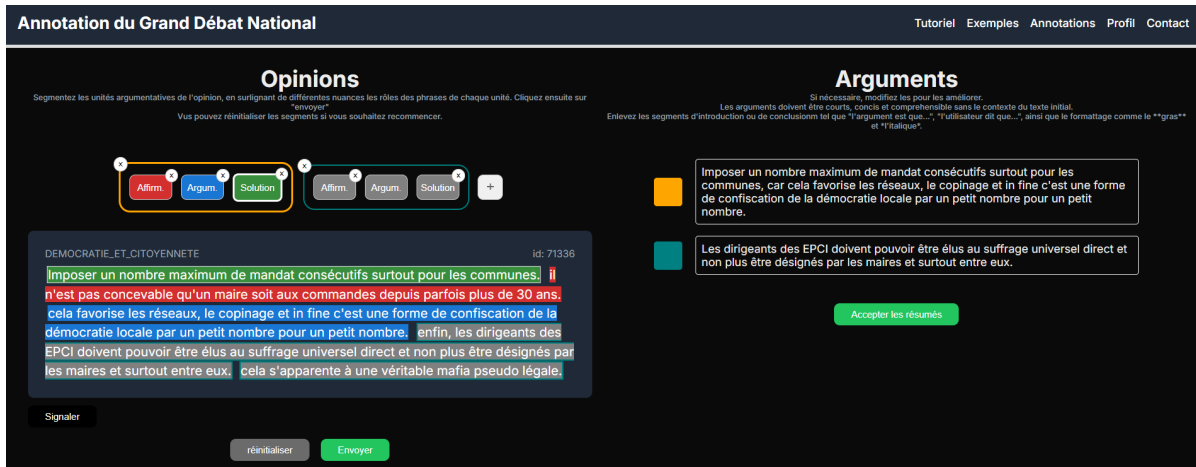 Annotation du Grand Débat National
Tutoriel Exemples Annotations Profil Contact
Opinions
Segmentez les unités argumentatives de l'opinion, en surlignant de différentes nuances les rôles des phrases de chaque unité. Cliquez ensuite sur
"envoyer"
Vus pouvez réinitialiser les segments si vous souhaitez recommencer.
x
x
Affirm. x
Argum. x
Solution x
Affirm. x
Argum. x
Solution x
+
DEMOCRATIE_ET_CITOYENNETE
id: 71336
Imposer un nombre maximum de mandat consécutifs surtout pour les communes. il
n'est pas concevable qu'un maire soit aux commandes depuis parfois plus de 30 ans.
cela favorise les réseaux, le copinage et in fine c'est une forme de confiscation de la
démocratie locale par un petit nombre pour un petit nombre. enfin, les dirigeants des
EPCI doivent pouvoir être élus au suffrage universel direct et non plus être désignés par
les maires et surtout entre eux. cela s'apparente à une véritable mafia pseudo légale.
Signaler
réinitialiser
Envoyer
Arguments
Si nécessaire, modifiez les pour les améliorer.
Les arguments doivent être courts, concis et comprehensible sans le contexte du texte initial.
Enlevez les segments d'introduction ou de conclusionm tel que "l'argument est que...", "l'utilisateur dit que...", ainsi que le formattage comme le **gras**
et *l'italique*.
Imposer un nombre maximum de mandat consécutifs surtout pour les
communes, car cela favorise les réseaux, le copinage et in fine c'est une forme
de confiscation de la démocratie locale par un petit nombre pour un petit
nombre.
Les dirigeants des EPCI doivent pouvoir être élus au suffrage universel direct et
non plus être désignés par les maires et surtout entre eux.
Accepter les résumés